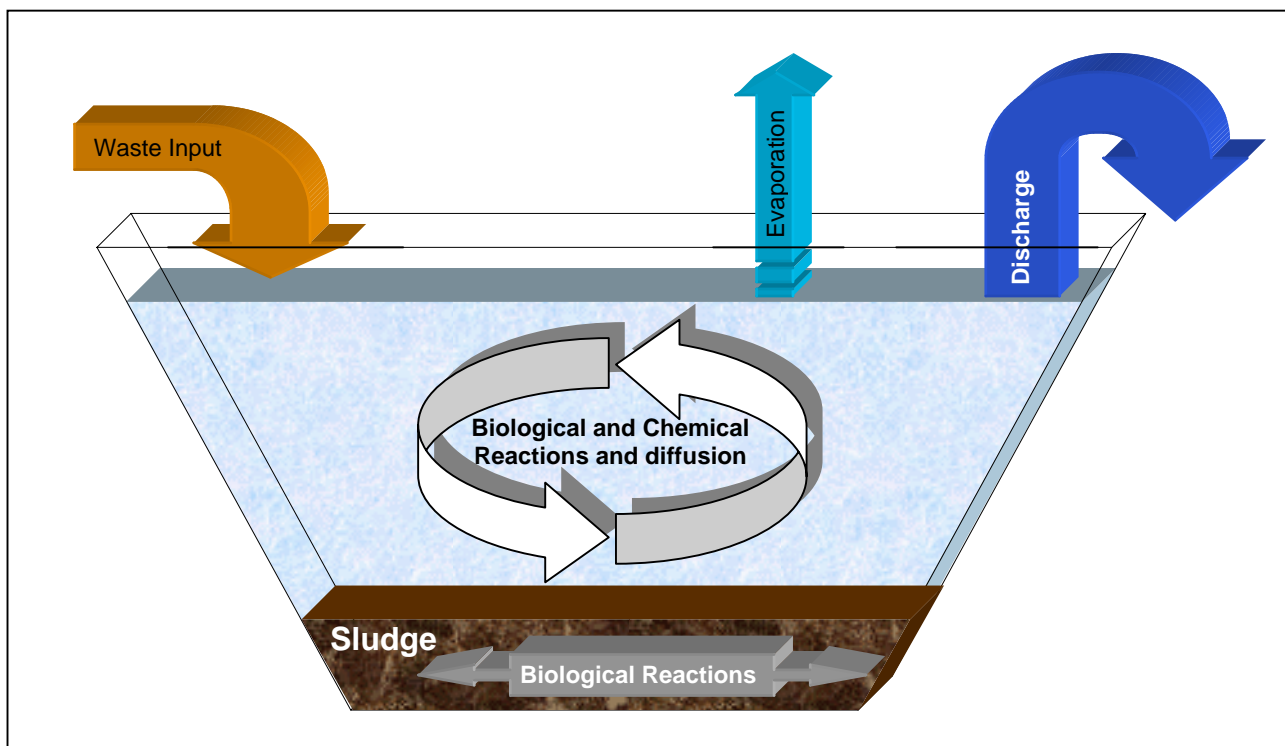 Waste Input
Evaporation
Discharge
Biological and Chemical
Reactions and diffusion
Sludge
Biological Reactions